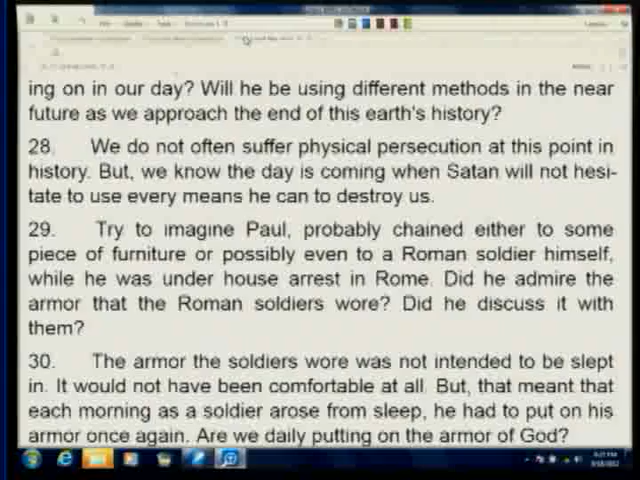 ing on in our day? Will he be using different methods in the near
future as we approach the end of this earth's history?
28. We do not often suffer physical persecution at this point in
history. But, we know the day is coming when Satan will not hesi-
tate to use every means he can to destroy us.
29. Try to imagine Paul, probably chained either to some
piece of furniture or possibly even to a Roman soldier himself,
while he was under house arrest in Rome. Did he admire the
armor that the Roman soldiers wore? Did he discuss it with
them?
30. The armor the soldiers wore was not intended to be slept
in. It would not have been comfortable at all. But, that meant that
each morning as a soldier arose from sleep, he had to put on his
armor once again. Are we daily putting on the armor of God?